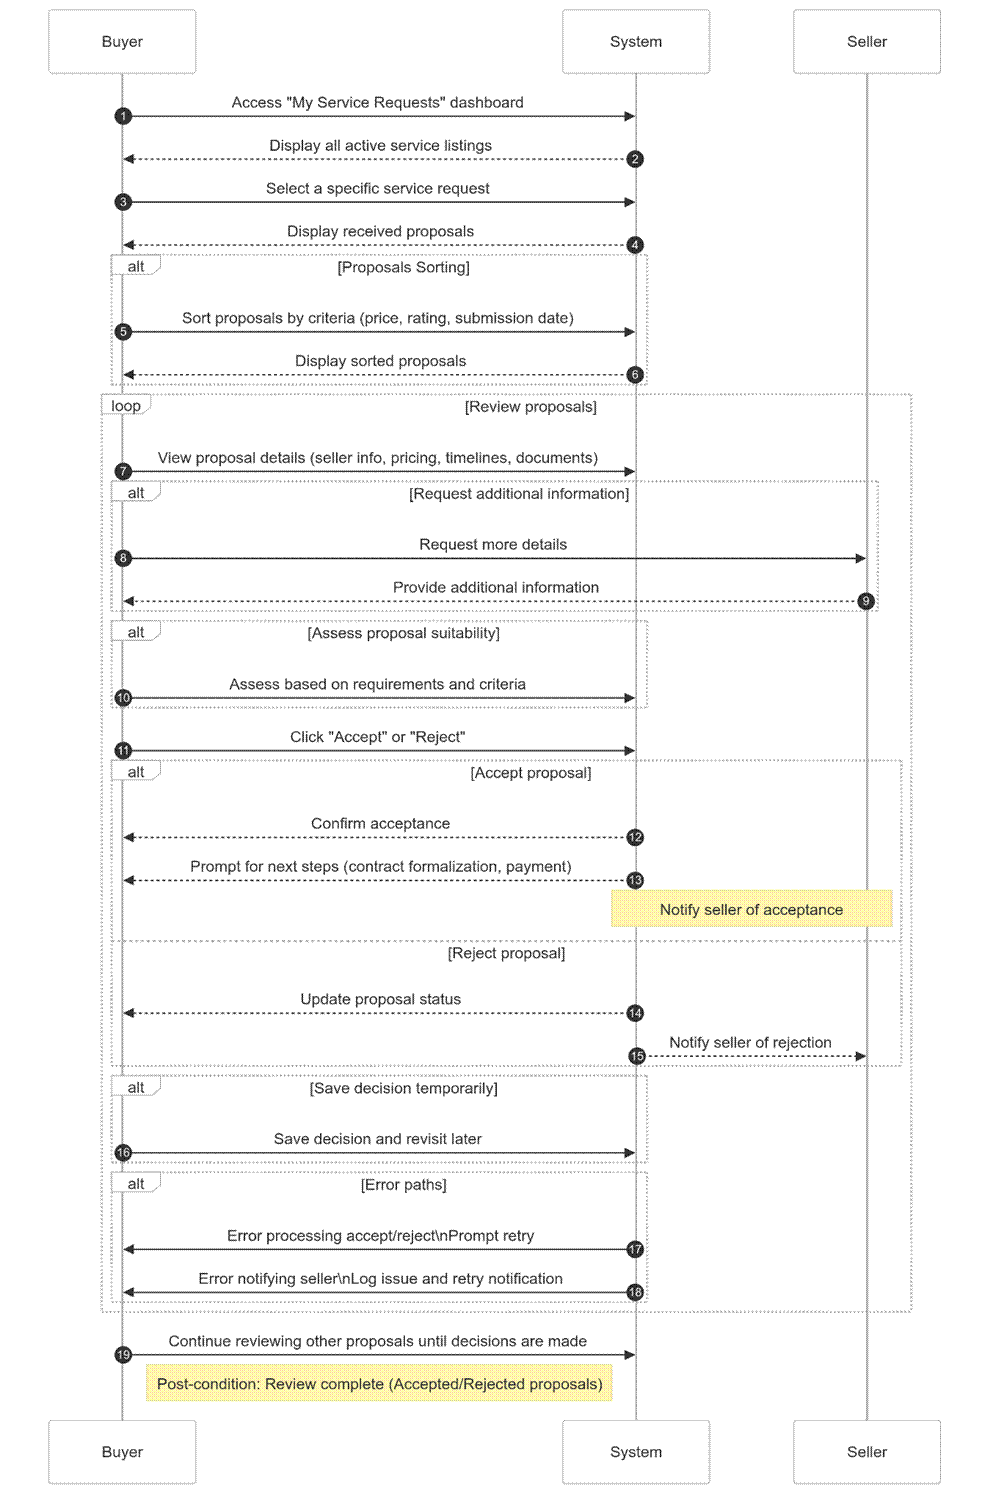 Buyer System Seller
1 Access "My Service Requests" dashboard
Display all active service listings 2
3 Select a specific service request
Display received proposals 4
alt [Proposals Sorting]
5 Sort proposals by criteria (price, rating, submission date)
Display sorted proposals 6
loop [Review proposals]
7 View proposal details (seller info, pricing, timelines, documents)
alt [Request additional information]
8 Request more details
Provide additional information 9
alt [Assess proposal suitability]
10 Assess based on requirements and criteria
11 Click "Accept" or "Reject"
alt [Accept proposal]
Confirm acceptance 12
Prompt for next steps (contract formalization, payment) 13
Notify seller of acceptance
[Reject proposal]
Update proposal status 14
15 Notify seller of rejection
alt [Save decision temporarily]
16 Save decision and revisit later
alt [Error paths]
Error processing accept/reject\nPrompt retry 17
Error notifying seller\nLog issue and retry notification 18
19 Continue reviewing other proposals until decisions are made
Post-condition: Review complete (Accepted/Rejected proposals)
Buyer System Seller